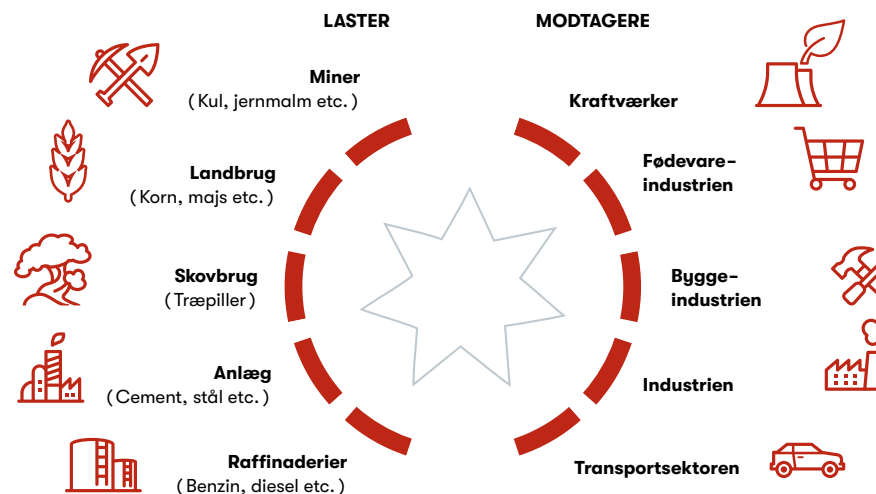 LASTER
Miner
(Kul, jernmalm etc.)
Landbrug
(Korn, majs etc.)
Skovbrug
(Træpiller)
Anlæg
(Cement, stål etc.)
Raffinaderier
(Benzin, diesel etc.)
MODTAGERE
Kraftværker
Fødevare-
industrien
Bygge-
industrien
Industrien
Transportsektoren